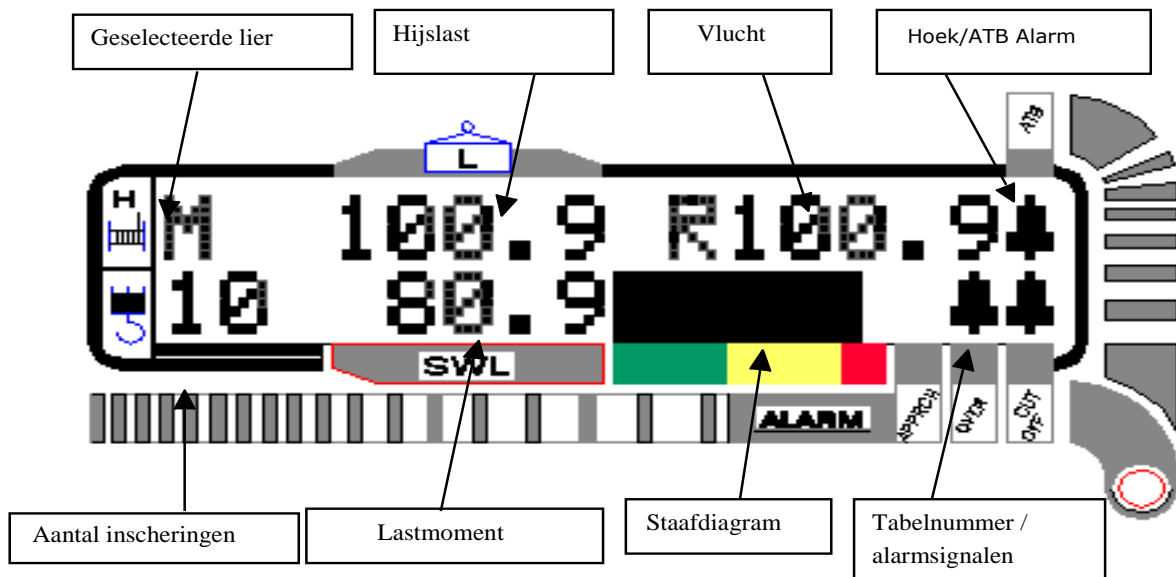 Geselecteerde lier
Hijslast
Vlucht
Hoek/ATB Alarm
ATB
L
H
M 100.9 R100.9
10 80.9
SWL
ALARM
APPRCH
OVER
CUT
OFF
Aantal inscheringen
Lastmoment
Staafdiagram
Tabelnummer /
alarmsignalen